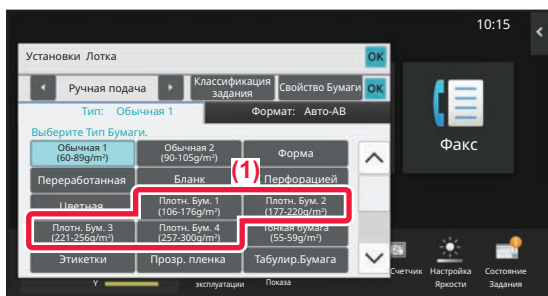 10:15
Установки Лотка
OK
Ручная подача
Классификация
задания
Свойство Бумаги
OK
Тип: Обычная 1
Формат: Авто-AB
Выберите Тип Бумаги.
Обычная 1
(60-89g/m²)
Обычная 2
(90-105g/m²)
Форма
Факс
Переработанная
Бланк
(1)
Перфорацией
Цветная
Плотн. Бум. 1
(106-176g/m²)
Плотн. Бум. 2
(177-220g/m²)
Плотн. Бум. 3
(221-256g/m²)
Плотн. Бум. 4
(257-300g/m²)
Тонкая бумага
(55-59g/m²)
Этикетки
Прозр. пленка
Табулир.Бумага
Счетчик
Настройка
Яркости
Состояние
Задания
Y
эксплуатации
Показа